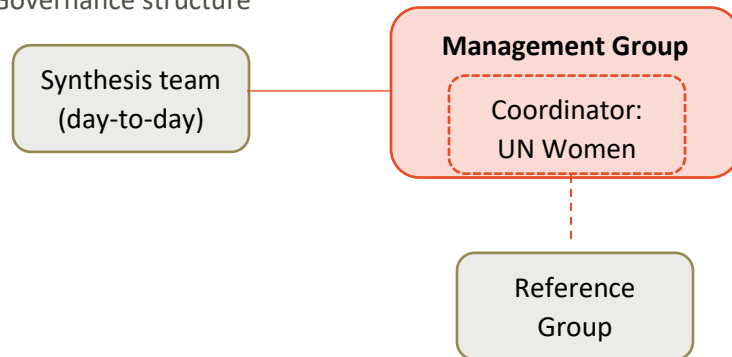 Governance structure
Management Group
Synthesis team
(day-to-day)
Coordinator:
UN Women
Reference
Group